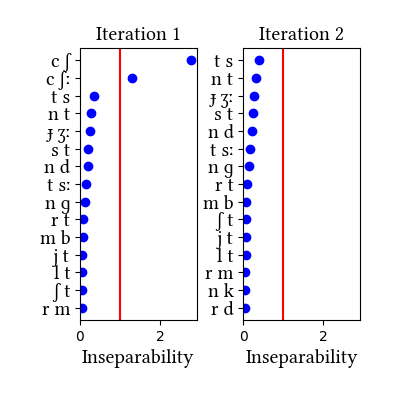 Iteration 1
c ʃ
c ʃː
t s
n t
ɟ ʒː
s t
n d
t sː
n ɡ
r t
m b
j t
l t
ʃ t
r m
0 2
Inseparability
Iteration 2
t s
n t
ɟ ʒː
s t
n d
t sː
n ɡ
r t
m b
ʃ t
j t
l t
r m
n k
r d
0 2
Inseparability